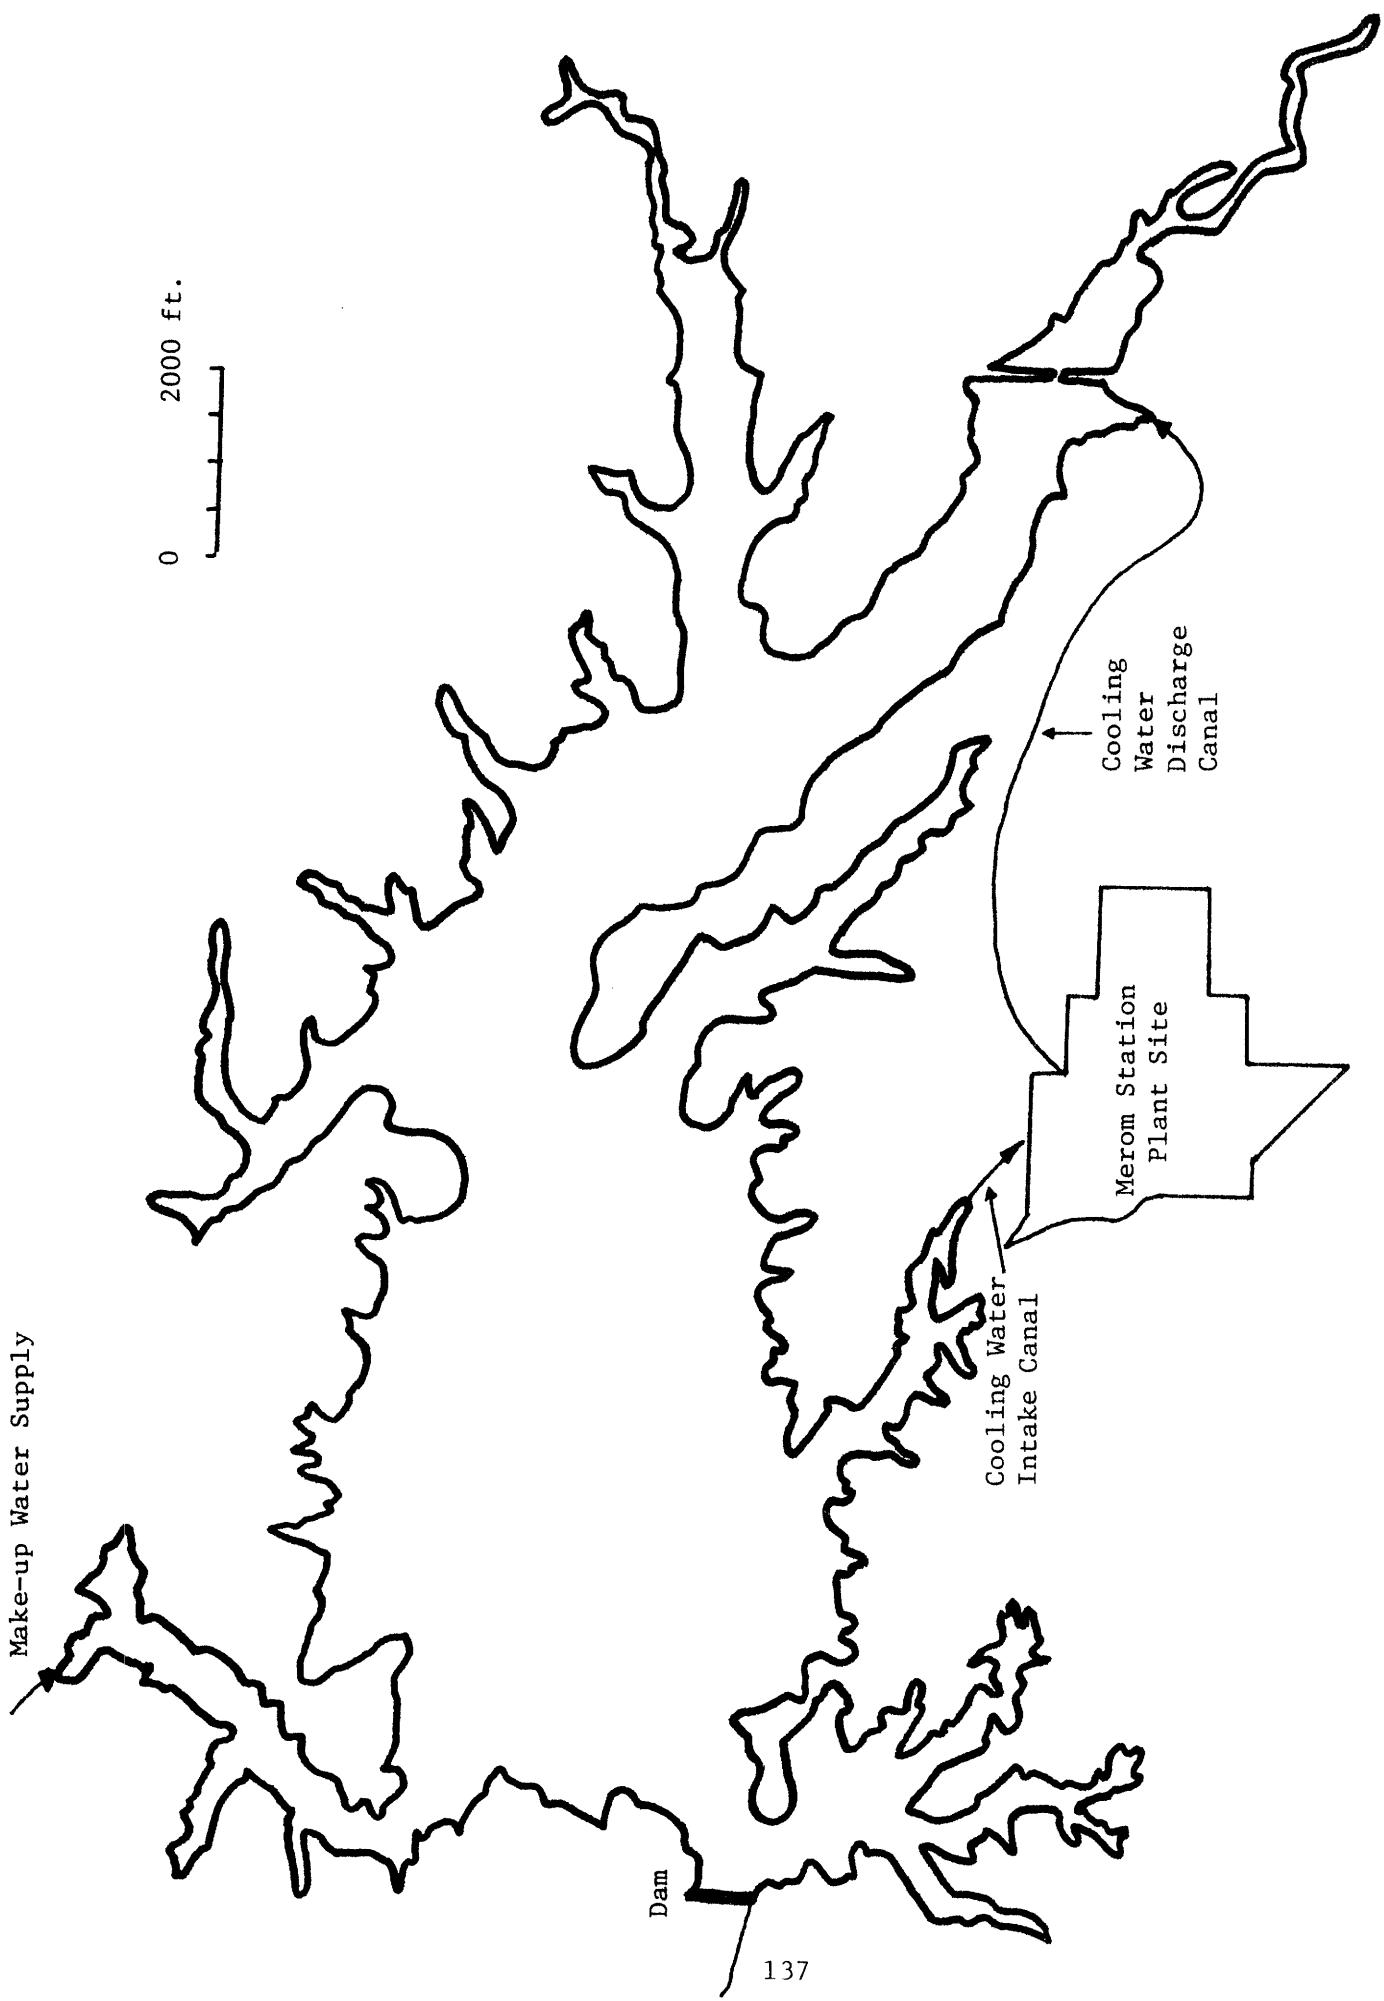 Make-up Water Supply
0 2000 ft.
Cooling
Water
Discharge
Canal
Merom Station
Plant Site
Cooling Water
Intake Canal
Dam
137